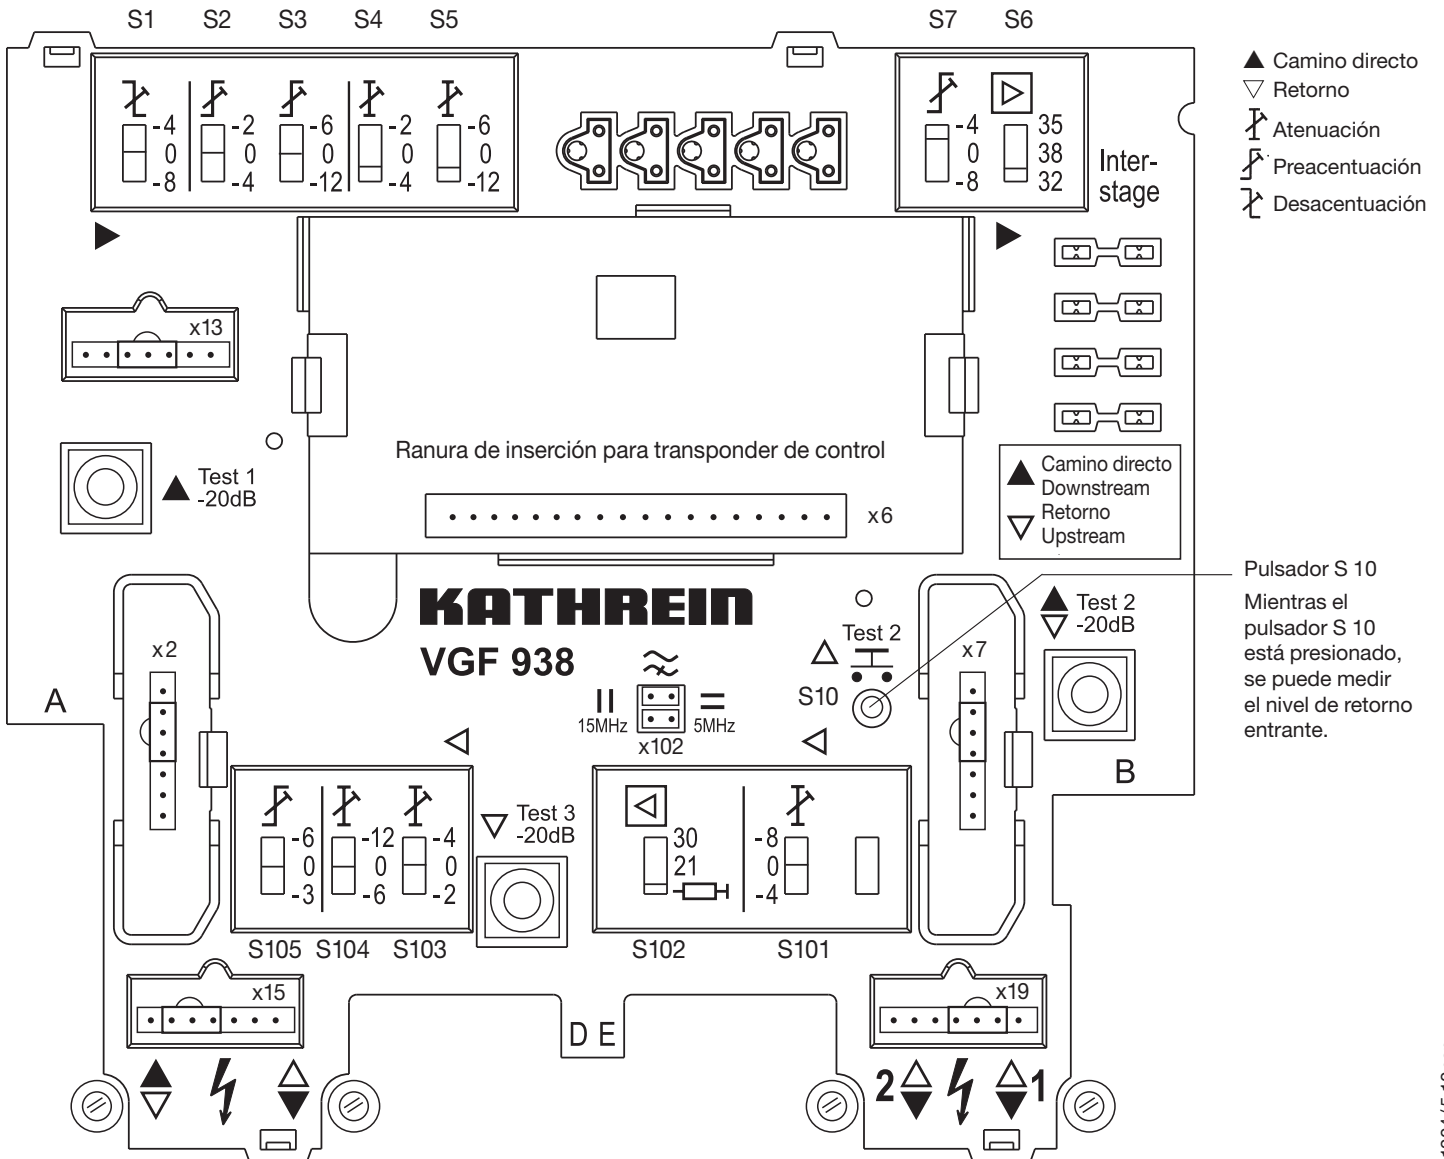 S1 S2 S3 S4 S5 S7 S6
-4 -2 -6 -2 -6 -4 35
0 0 0 0 0 0 38
-8 -4 -12 -4 -12 -8 32
Inter-
stage
Camino directo
Retorno
Atenuación
Preacentuación
Desacentuación
x13
Test 1
-20dB
Ranura de inserción para transponder de control
x6
Camino directo
Downstream
Retorno
Upstream
KATHREIN
VGF 938
x2
A
15MHz
5MHz
x102
Test 2
S10
x7
Test 2
-20dB
B
Pulsador S 10
Mientras el
pulsador S 10
está presionado,
se puede medir
el nivel de retorno
entrante.
-6 -12 -4
0 0 0
-3 -6 -2
S105 S104 S103
Test 3
-20dB
30 -8
21 0
-4
S102 S101
x15
D E
x19
2 1